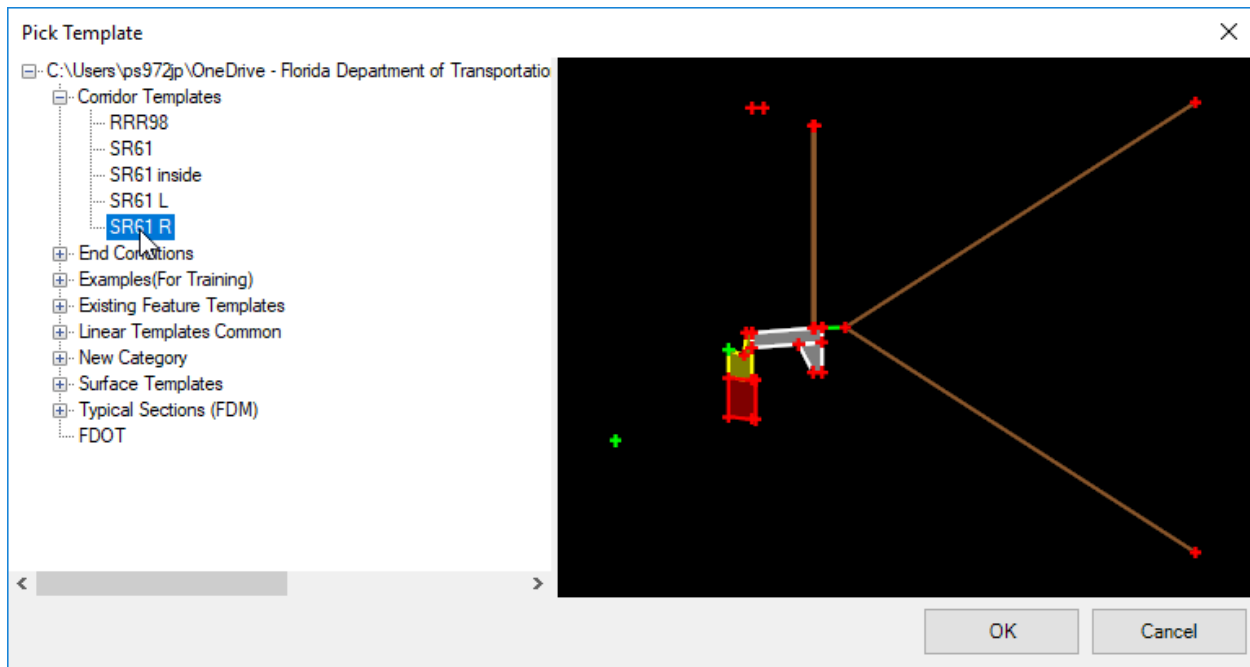 Pick Template
C:\Users\ps972jp\OneDrive - Florida Department of Transportatio
Corridor Templates
RRR98
SR61
SR61 inside
SR61 L
SR61 R
End Conditions
Examples(For Training)
Existing Feature Templates
Linear Templates Common
New Category
Surface Templates
Typical Sections (FDM)
FDOT
OK
Cancel